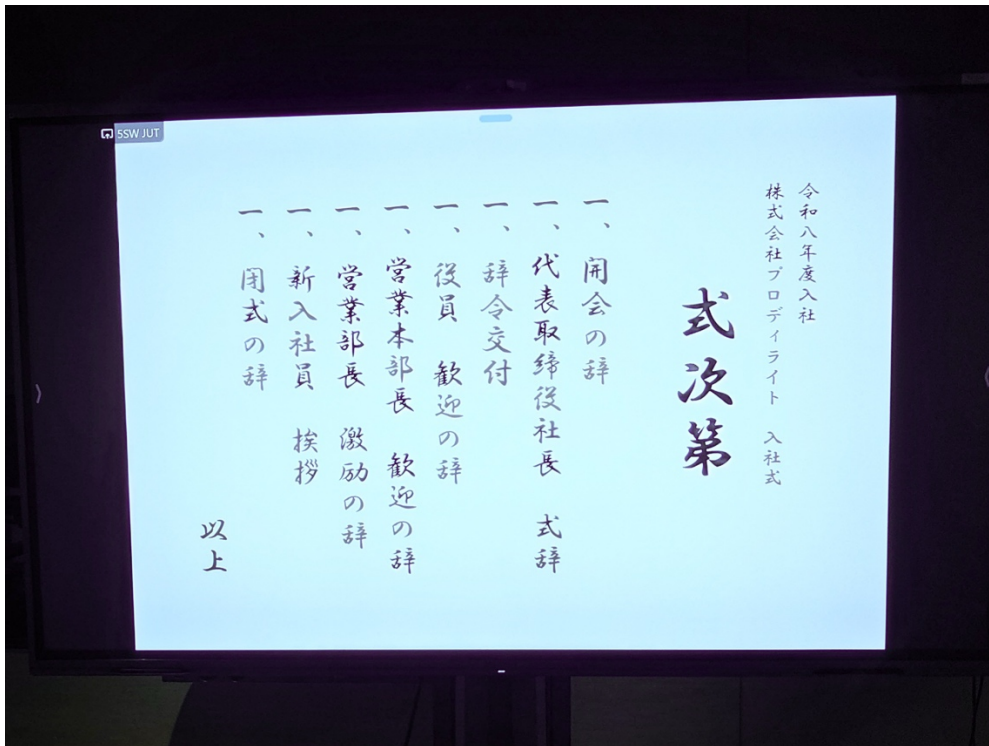 5SW JUT
令和八年度入社
株式会社プロディライト 入社式
式次第
一、開会の辞
一、代表取締役社長 式辞
一、辞令交付
一、役員 歓迎の辞
一、営業本部長 歓迎の辞
一、営業部長 激励の辞
一、新入社員 挨拶
一、閉式の辞
以上